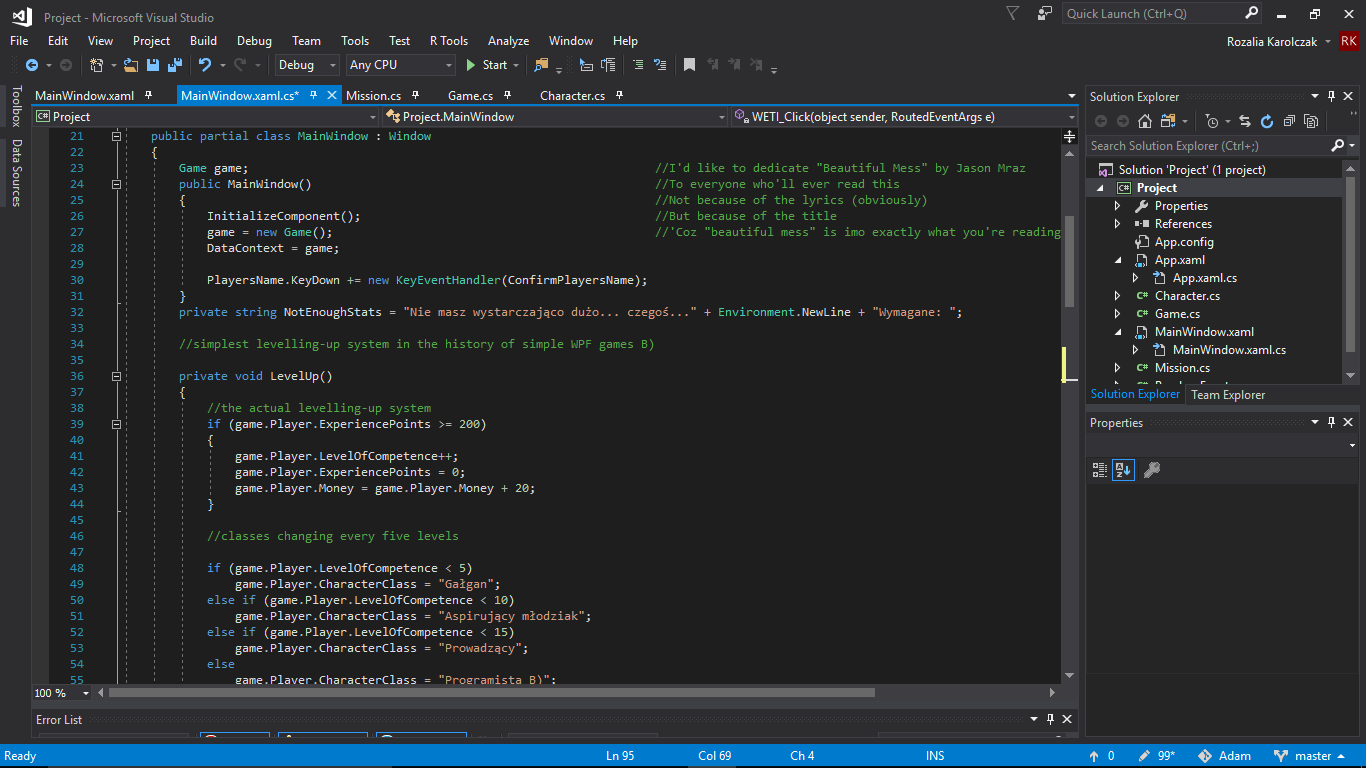 Project - Microsoft Visual Studio
Quick Launch (Ctrl+Q)
File Edit View Project Build Debug Team Tools Test R Tools Analyze Window Help
Rozalia Karolczak RK
Debug Any CPU Start
Toolbox
Data Sources
MainWindow.xaml MainWindow.xaml.cs* Mission.cs Game.cs Character.cs
Project Project.MainWindow WETI_Click(object sender, RoutedEventArgs e)
21 public partial class MainWindow : Window
22 {
23 Game game; //I'd like to dedicate "Beautiful Mess" by Jason Mraz
24 public MainWindow() //To everyone who'll ever read this
25 { //Not because of the lyrics (obviously)
26 InitializeComponent(); //But because of the title
27 game = new Game(); //'Coz "beautiful mess" is imo exactly what you're reading
28 DataContext = game;
29
30 PlayersName.KeyDown += new KeyEventHandler(ConfirmPlayersName);
31 }
32 private string NotEnoughStats = "Nie masz wystarczająco dużo... czegoś..." + Environment.NewLine + "Wymagane: ";
33
34 //simplest levelling-up system in the history of simple WPF games B)
35
36 private void LevelUp()
37 {
38 //the actual levelling-up system
39 if (game.Player.ExperiencePoints >= 200)
40 {
41 game.Player.LevelOfCompetence++;
42 game.Player.ExperiencePoints = 0;
43 game.Player.Money = game.Player.Money + 20;
44 }
45
46 //classes changing every five levels
47
48 if (game.Player.LevelOfCompetence < 5)
49 game.Player.CharacterClass = "Gałgan";
50 else if (game.Player.LevelOfCompetence < 10)
51 game.Player.CharacterClass = "Aspirujący młodziak";
52 else if (game.Player.LevelOfCompetence < 15)
53 game.Player.CharacterClass = "Prowadzący";
54 else
55 game.Player.CharacterClass = "Programista B)";
100 %
Error List
Solution Explorer
Search Solution Explorer (Ctrl+;)
Solution 'Project' (1 project)
C# Project
Properties
References
App.config
App.xaml
App.xaml.cs
C# Character.cs
C# Game.cs
MainWindow.xaml
MainWindow.xaml.cs
C# Mission.cs
Solution Explorer Team Explorer
Properties
Ready Ln 95 Col 69 Ch 4 INS 0 99* Adam master